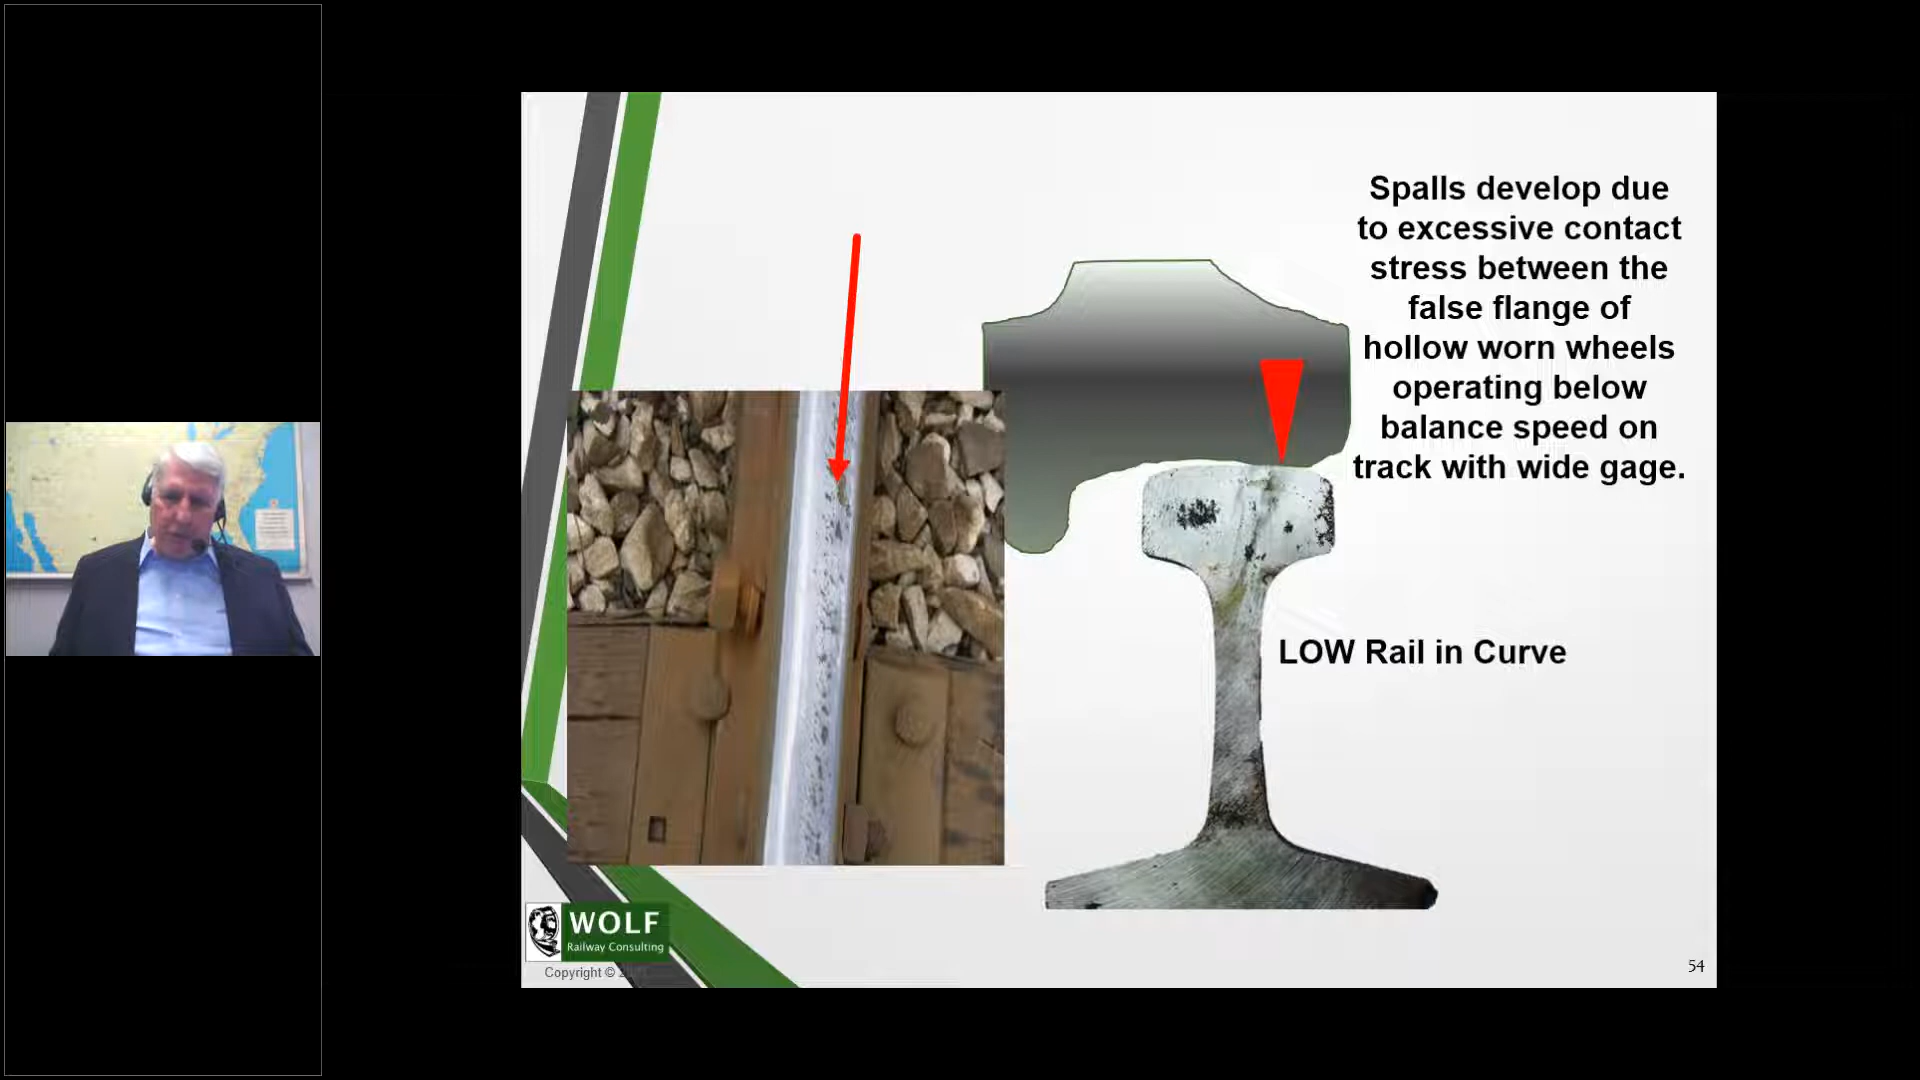 Spalls develop due
to excessive contact
stress between the
false flange of
hollow worn wheels
operating below
balance speed on
track with wide gage.
LOW Rail in Curve
WOLF
Railway Consulting
Copyright ©
54